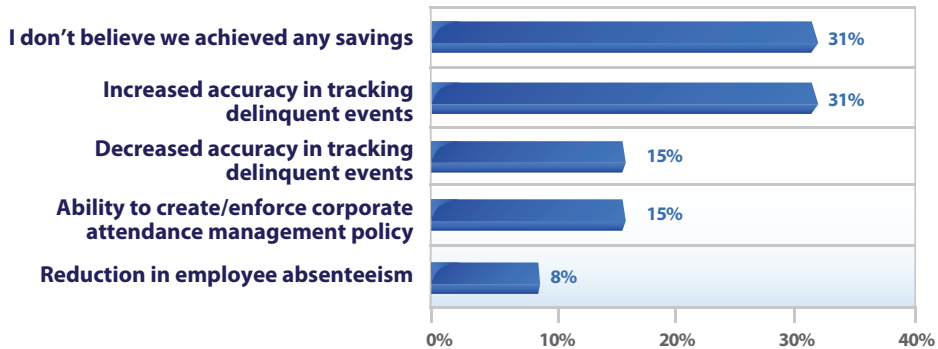 I don’t believe we achieved any savings
31%
Increased accuracy in tracking
delinquent events
31%
Decreased accuracy in tracking
delinquent events
15%
Ability to create/enforce corporate
attendance management policy
15%
Reduction in employee absenteeism
8%
0% 10% 20% 30% 40%